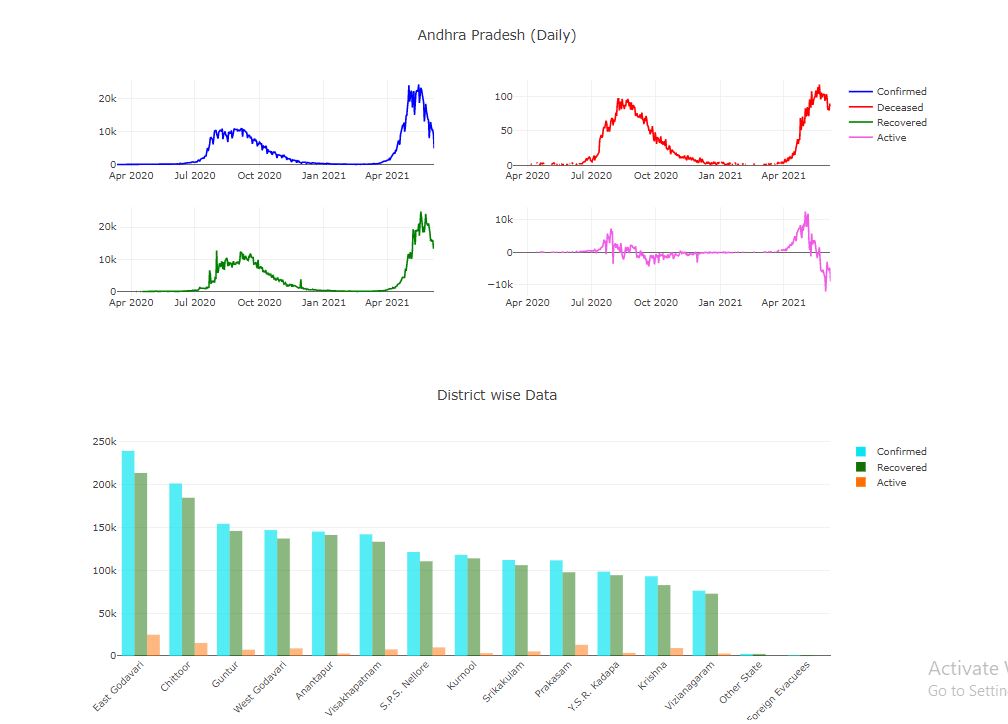 Andhra Pradesh (Daily)
20k
10k
0
Apr 2020 Jul 2020 Oct 2020 Jan 2021 Apr 2021
100
50
0
Apr 2020 Jul 2020 Oct 2020 Jan 2021 Apr 2021
Confirmed
Deceased
Recovered
Active
20k
10k
0
Apr 2020 Jul 2020 Oct 2020 Jan 2021 Apr 2021
10k
0
−10k
Apr 2020 Jul 2020 Oct 2020 Jan 2021 Apr 2021
District wise Data
250k
200k
150k
100k
50k
0
Confirmed
Recovered
Active
East Godavari
Chittoor
Guntur
West Godavari
Anantapur
Visakhapatnam
S.P.S. Nellore
Kurnool
Srikakulam
Prakasam
Y.S.R. Kadapa
Krishna
Vizianagaram
Other State
Foreign Evacuees
Activate
Go to